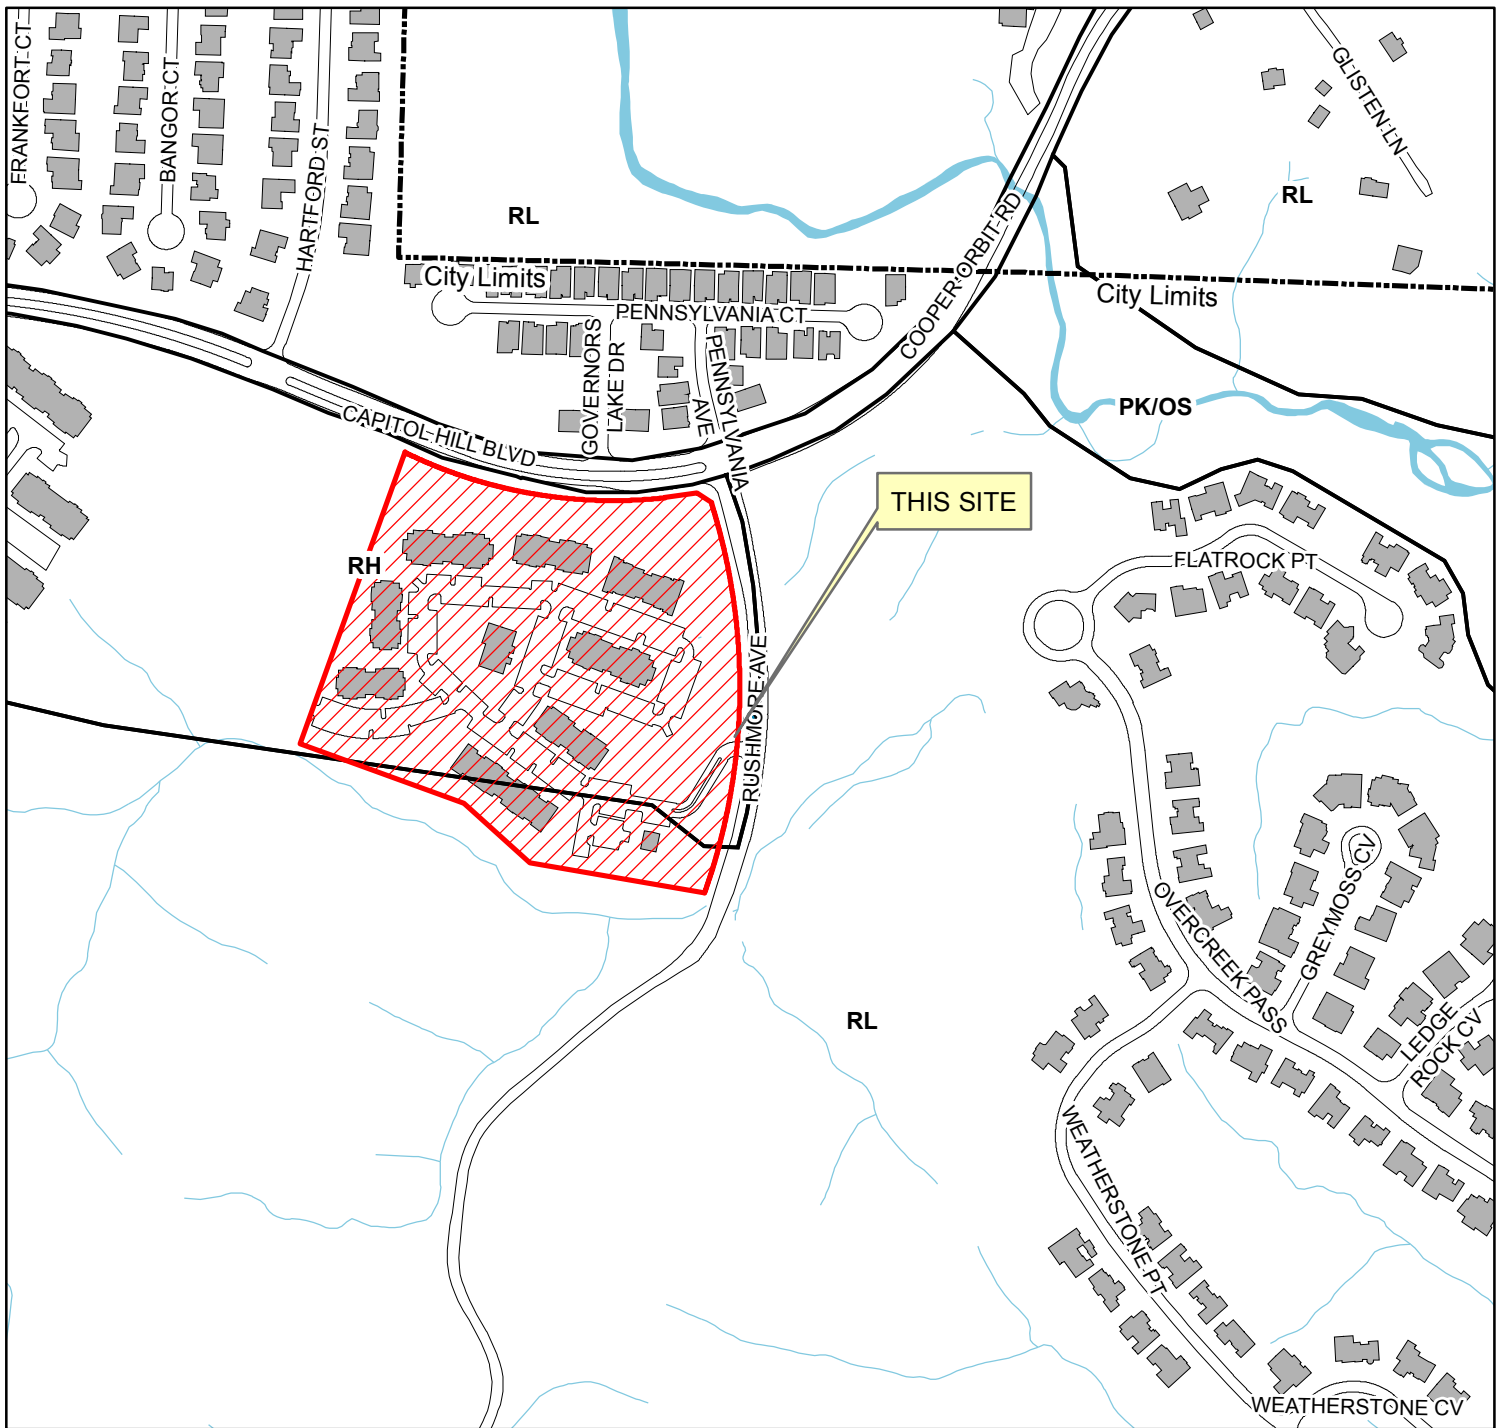 FRANKFORT CT
BANGOR CT
HARTFORD ST
GLISTEN LN
RL
RL
City Limits
City Limits
PENNSYLVANIA CT
COOPER ORBIT RD
GOVERNORS
LAKE DR
PENNSYLVANIA
AVE
PK/OS
CAPITOL HILL BLVD
THIS SITE
RH
FLATROCK PT
RUSHMORE AVE
OVERCREEK PASS
GREYMOSS CV
LEDGE
ROCK CV
RL
WEATHERSTONE PT
WEATHERSTONE CV